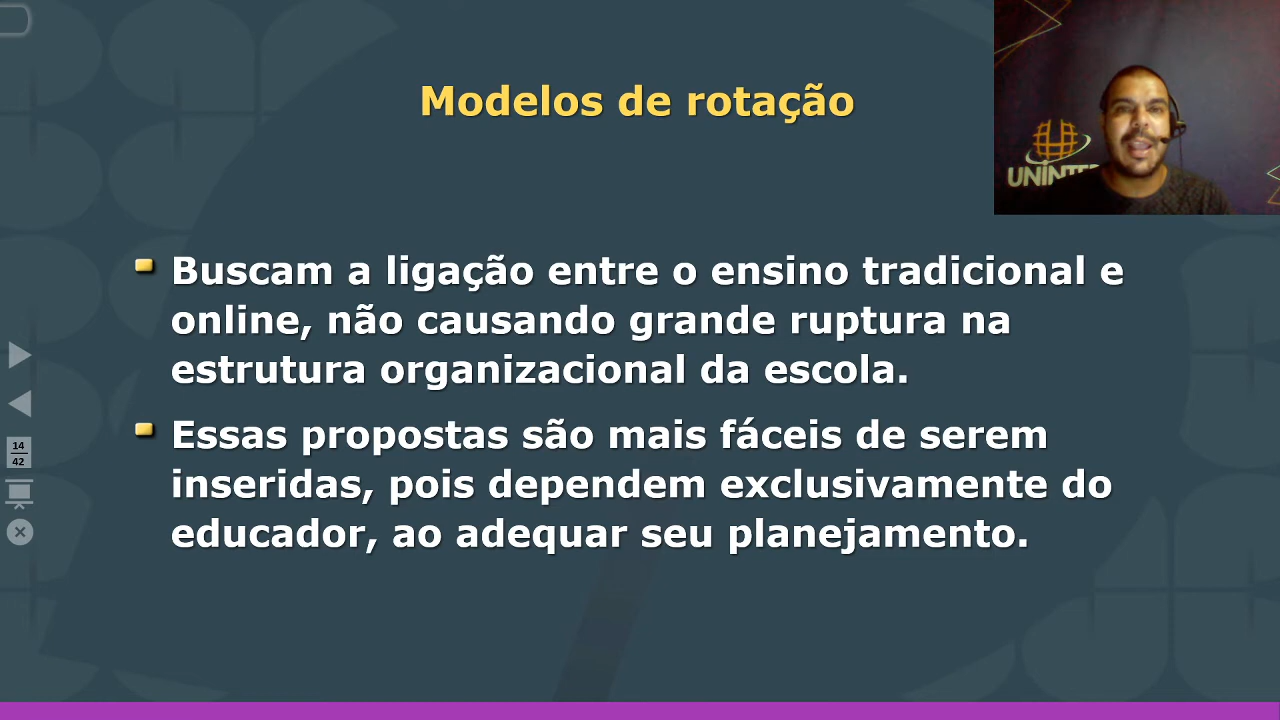 Modelos de rotação
UNINTER
Buscam a ligação entre o ensino tradicional e
online, não causando grande ruptura na
estrutura organizacional da escola.
Essas propostas são mais fáceis de serem
inseridas, pois dependem exclusivamente do
educador, ao adequar seu planejamento.
14
42